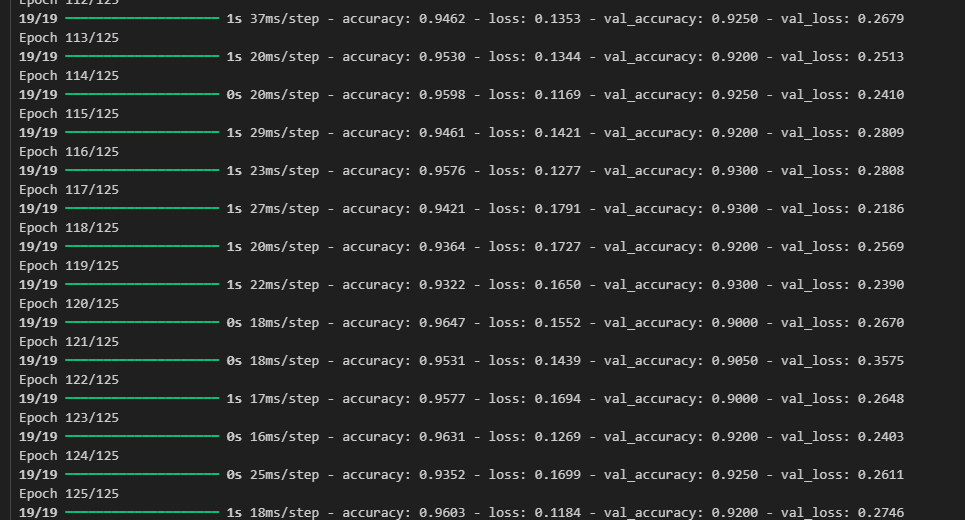 Epoch 112/125
19/19 ━━━━━━━━━━━━━━━━━━━━ 1s 37ms/step - accuracy: 0.9462 - loss: 0.1353 - val_accuracy: 0.9250 - val_loss: 0.2679
Epoch 113/125
19/19 ━━━━━━━━━━━━━━━━━━━━ 1s 20ms/step - accuracy: 0.9530 - loss: 0.1344 - val_accuracy: 0.9200 - val_loss: 0.2513
Epoch 114/125
19/19 ━━━━━━━━━━━━━━━━━━━━ 0s 20ms/step - accuracy: 0.9598 - loss: 0.1169 - val_accuracy: 0.9250 - val_loss: 0.2410
Epoch 115/125
19/19 ━━━━━━━━━━━━━━━━━━━━ 1s 29ms/step - accuracy: 0.9461 - loss: 0.1421 - val_accuracy: 0.9200 - val_loss: 0.2809
Epoch 116/125
19/19 ━━━━━━━━━━━━━━━━━━━━ 1s 23ms/step - accuracy: 0.9576 - loss: 0.1277 - val_accuracy: 0.9300 - val_loss: 0.2808
Epoch 117/125
19/19 ━━━━━━━━━━━━━━━━━━━━ 1s 27ms/step - accuracy: 0.9421 - loss: 0.1791 - val_accuracy: 0.9300 - val_loss: 0.2186
Epoch 118/125
19/19 ━━━━━━━━━━━━━━━━━━━━ 1s 20ms/step - accuracy: 0.9364 - loss: 0.1727 - val_accuracy: 0.9200 - val_loss: 0.2569
Epoch 119/125
19/19 ━━━━━━━━━━━━━━━━━━━━ 1s 22ms/step - accuracy: 0.9322 - loss: 0.1650 - val_accuracy: 0.9300 - val_loss: 0.2390
Epoch 120/125
19/19 ━━━━━━━━━━━━━━━━━━━━ 0s 18ms/step - accuracy: 0.9647 - loss: 0.1552 - val_accuracy: 0.9000 - val_loss: 0.2670
Epoch 121/125
19/19 ━━━━━━━━━━━━━━━━━━━━ 0s 18ms/step - accuracy: 0.9531 - loss: 0.1439 - val_accuracy: 0.9050 - val_loss: 0.3575
Epoch 122/125
19/19 ━━━━━━━━━━━━━━━━━━━━ 1s 17ms/step - accuracy: 0.9577 - loss: 0.1694 - val_accuracy: 0.9000 - val_loss: 0.2648
Epoch 123/125
19/19 ━━━━━━━━━━━━━━━━━━━━ 0s 16ms/step - accuracy: 0.9631 - loss: 0.1269 - val_accuracy: 0.9200 - val_loss: 0.2403
Epoch 124/125
19/19 ━━━━━━━━━━━━━━━━━━━━ 0s 25ms/step - accuracy: 0.9352 - loss: 0.1699 - val_accuracy: 0.9250 - val_loss: 0.2611
Epoch 125/125
19/19 ━━━━━━━━━━━━━━━━━━━━ 1s 18ms/step - accuracy: 0.9603 - loss: 0.1184 - val_accuracy: 0.9200 - val_loss: 0.2746